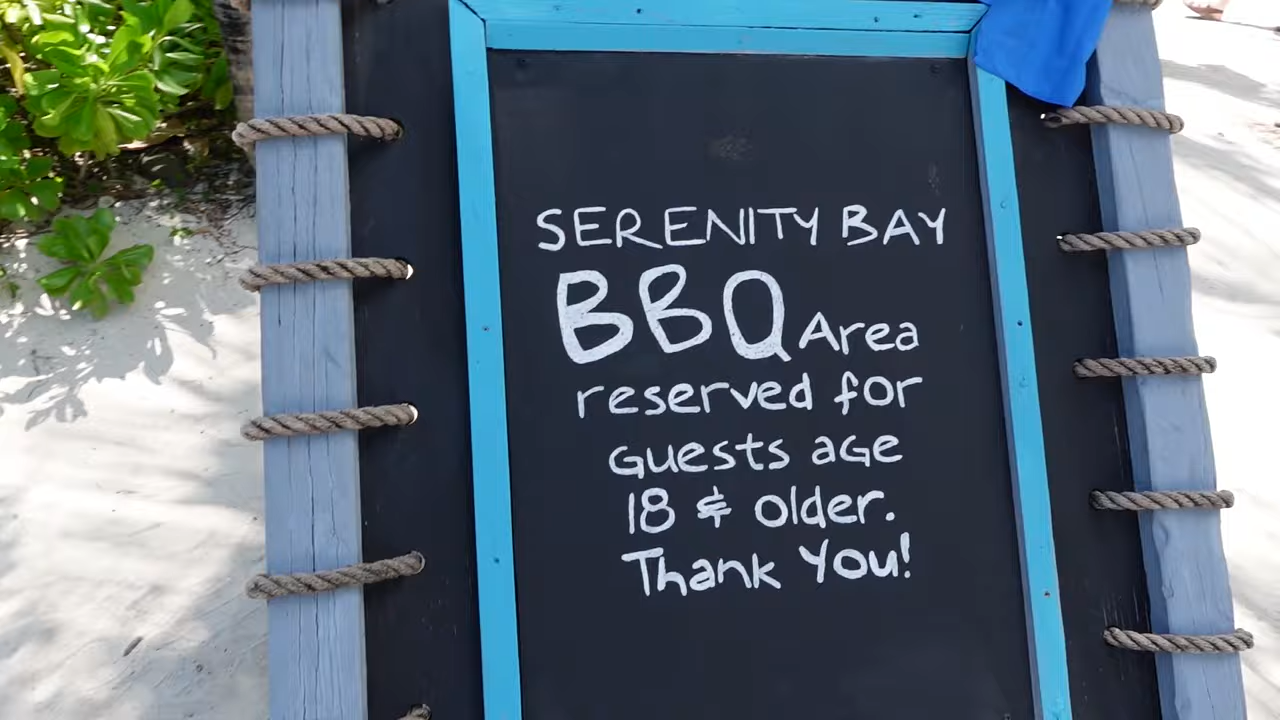 SERENITY BAY
BBQ Area
reserved for
Guests age
18 & older.
Thank You!